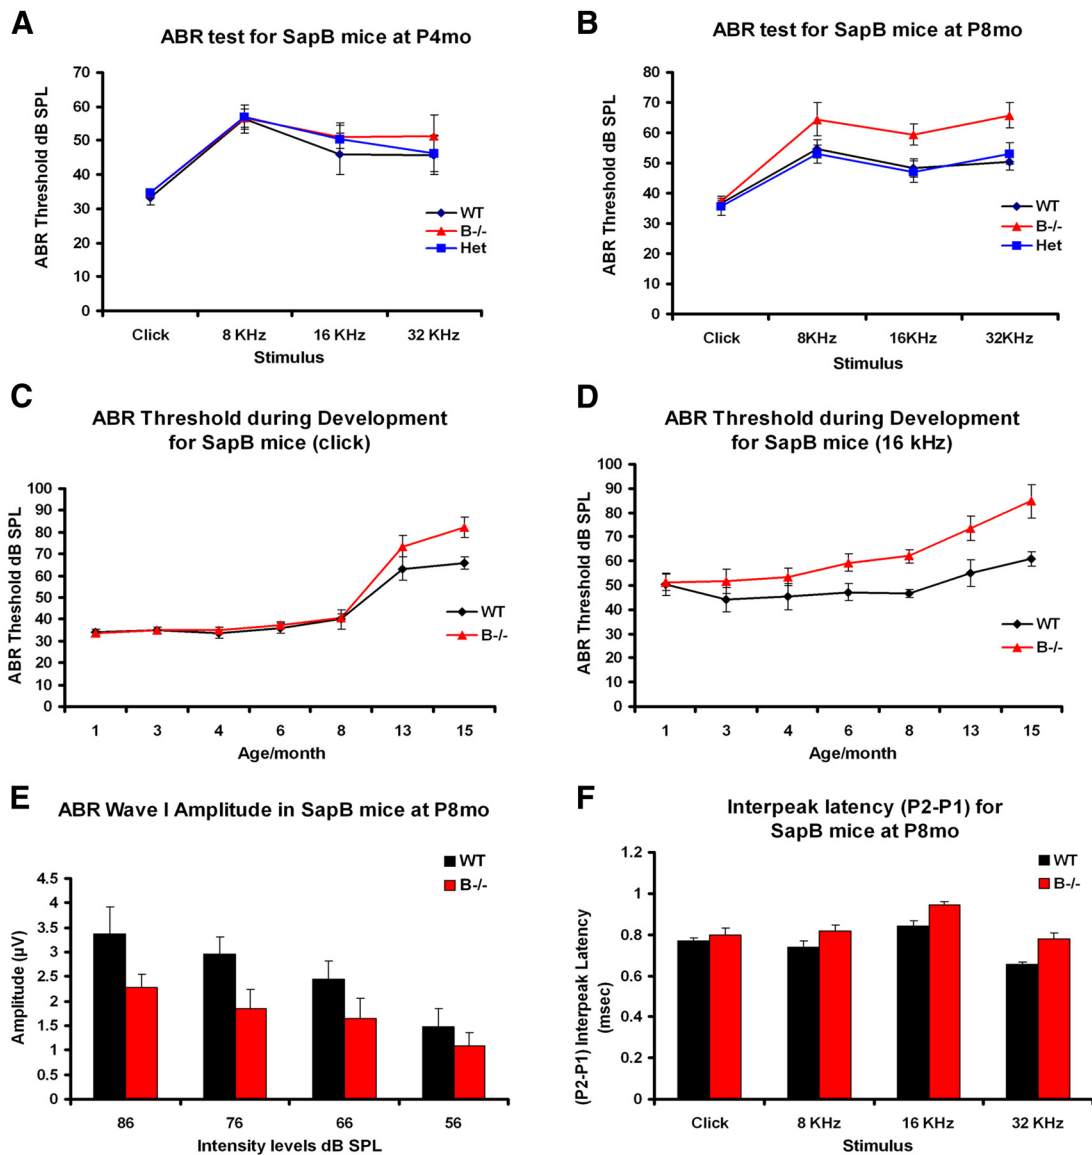 A
ABR test for SapB mice at P4mo
ABR Threshold dB SPL
70
60
50
40
30
20
10
0
WT
B-/-
Het
Click
8 KHz
16 KHz
32 KHz
Stimulus
B
ABR test for SapB mice at P8mo
ABR Threshold dB SPL
80
70
60
50
40
30
20
10
0
WT
B-/-
Het
Click
8KHz
16KHz
32KHz
Stimulus
C
ABR Threshold during Development
for SapB mice (click)
ABR Threshold dB SPL
100
90
80
70
60
50
40
30
20
10
0
WT
B-/-
1
3
4
6
8
13
15
Age/month
D
ABR Threshold during Development
for SapB mice (16 kHz)
ABR Threshold dB SPL
100
90
80
70
60
50
40
30
20
10
0
WT
B-/-
1
3
4
6
8
13
15
Age/month
E
ABR Wave I Amplitude in SapB mice at P8mo
WT
B-/-
Amplitude (µV)
4.5
4
3.5
3
2.5
2
1.5
1
0.5
0
86
76
66
56
Intensity levels dB SPL
F
Interpeak latency (P2-P1) for
SapB mice at P8mo
WT
B-/-
(P2-P1) Interpeak Latency
(msec)
1.2
1
0.8
0.6
0.4
0.2
0
Click
8 KHz
16 KHz
32 KHz
Stimulus